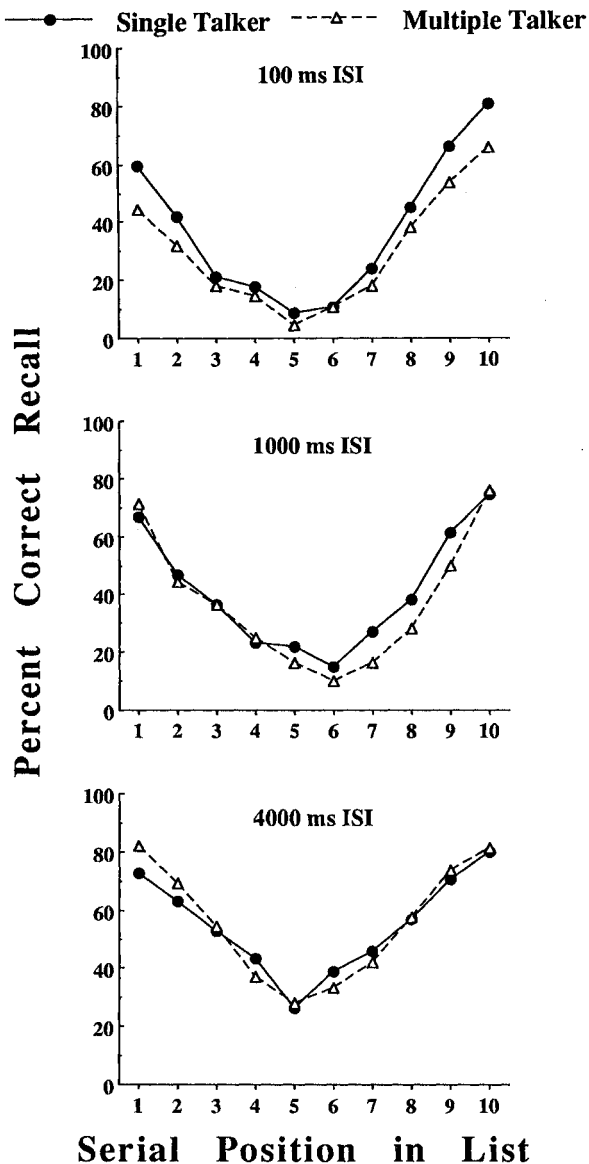 Single Talker Multiple Talker
100 ms ISI
100
80
60
40
20
0
1 2 3 4 5 6 7 8 9 10
1000 ms ISI
100
80
60
40
20
0
1 2 3 4 5 6 7 8 9 10
4000 ms ISI
100
80
60
40
20
0
1 2 3 4 5 6 7 8 9 10
Percent Correct Recall
Serial Position in List